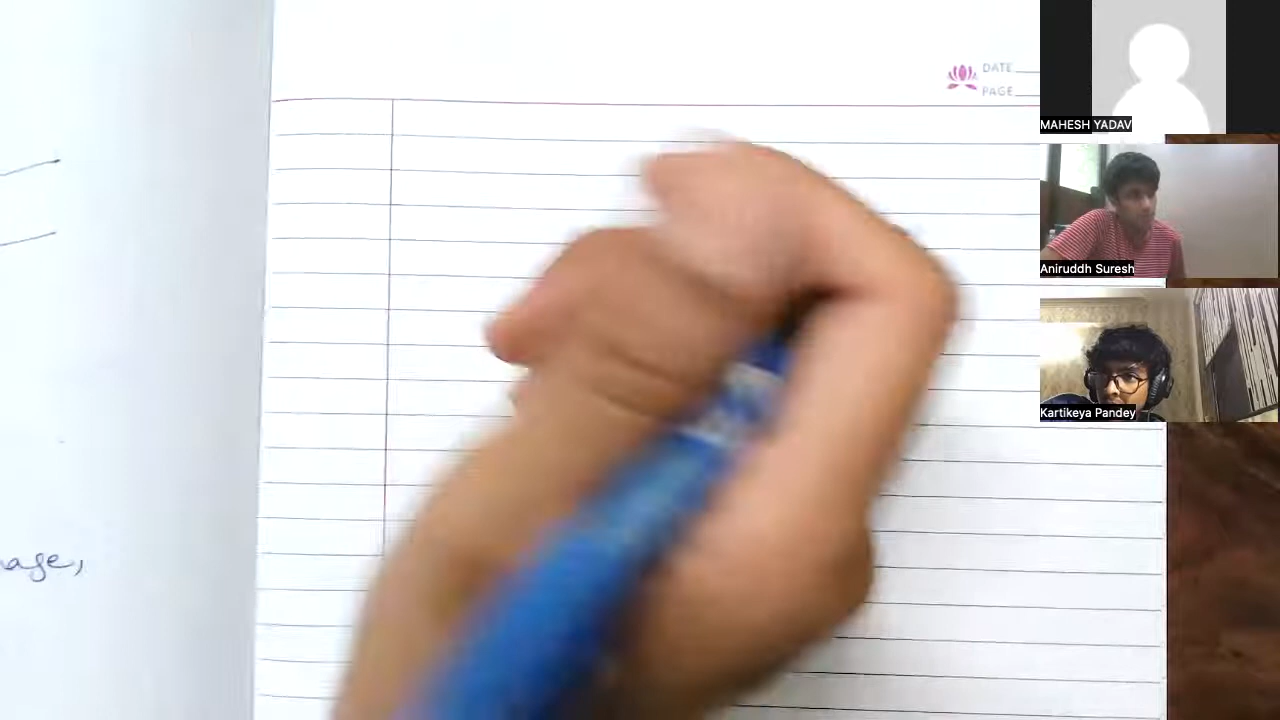 DATE
PAGE
MAHESH YADAV
Aniruddh Suresh
Kartikeya Pandey
age,